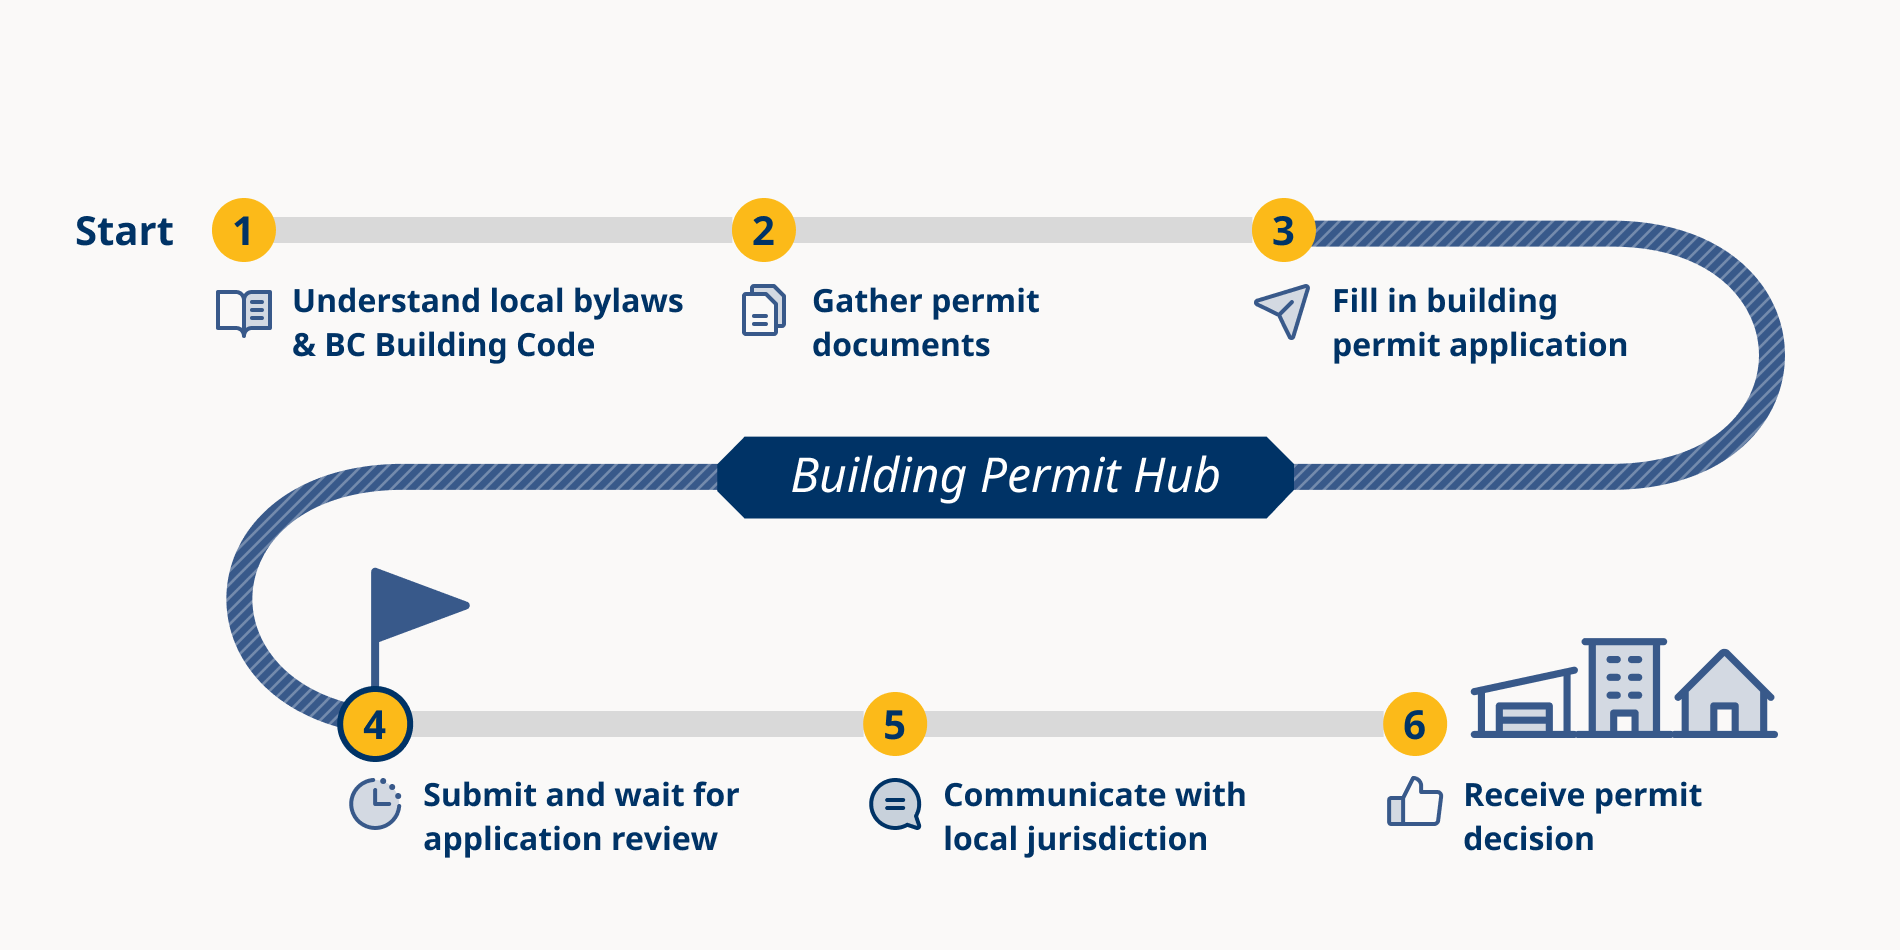 Start
1
2
3
Understand local bylaws
& BC Building Code
Gather permit
documents
Fill in building
permit application
Building Permit Hub
4
5
6
Submit and wait for
application review
Communicate with
local jurisdiction
Receive permit
decision